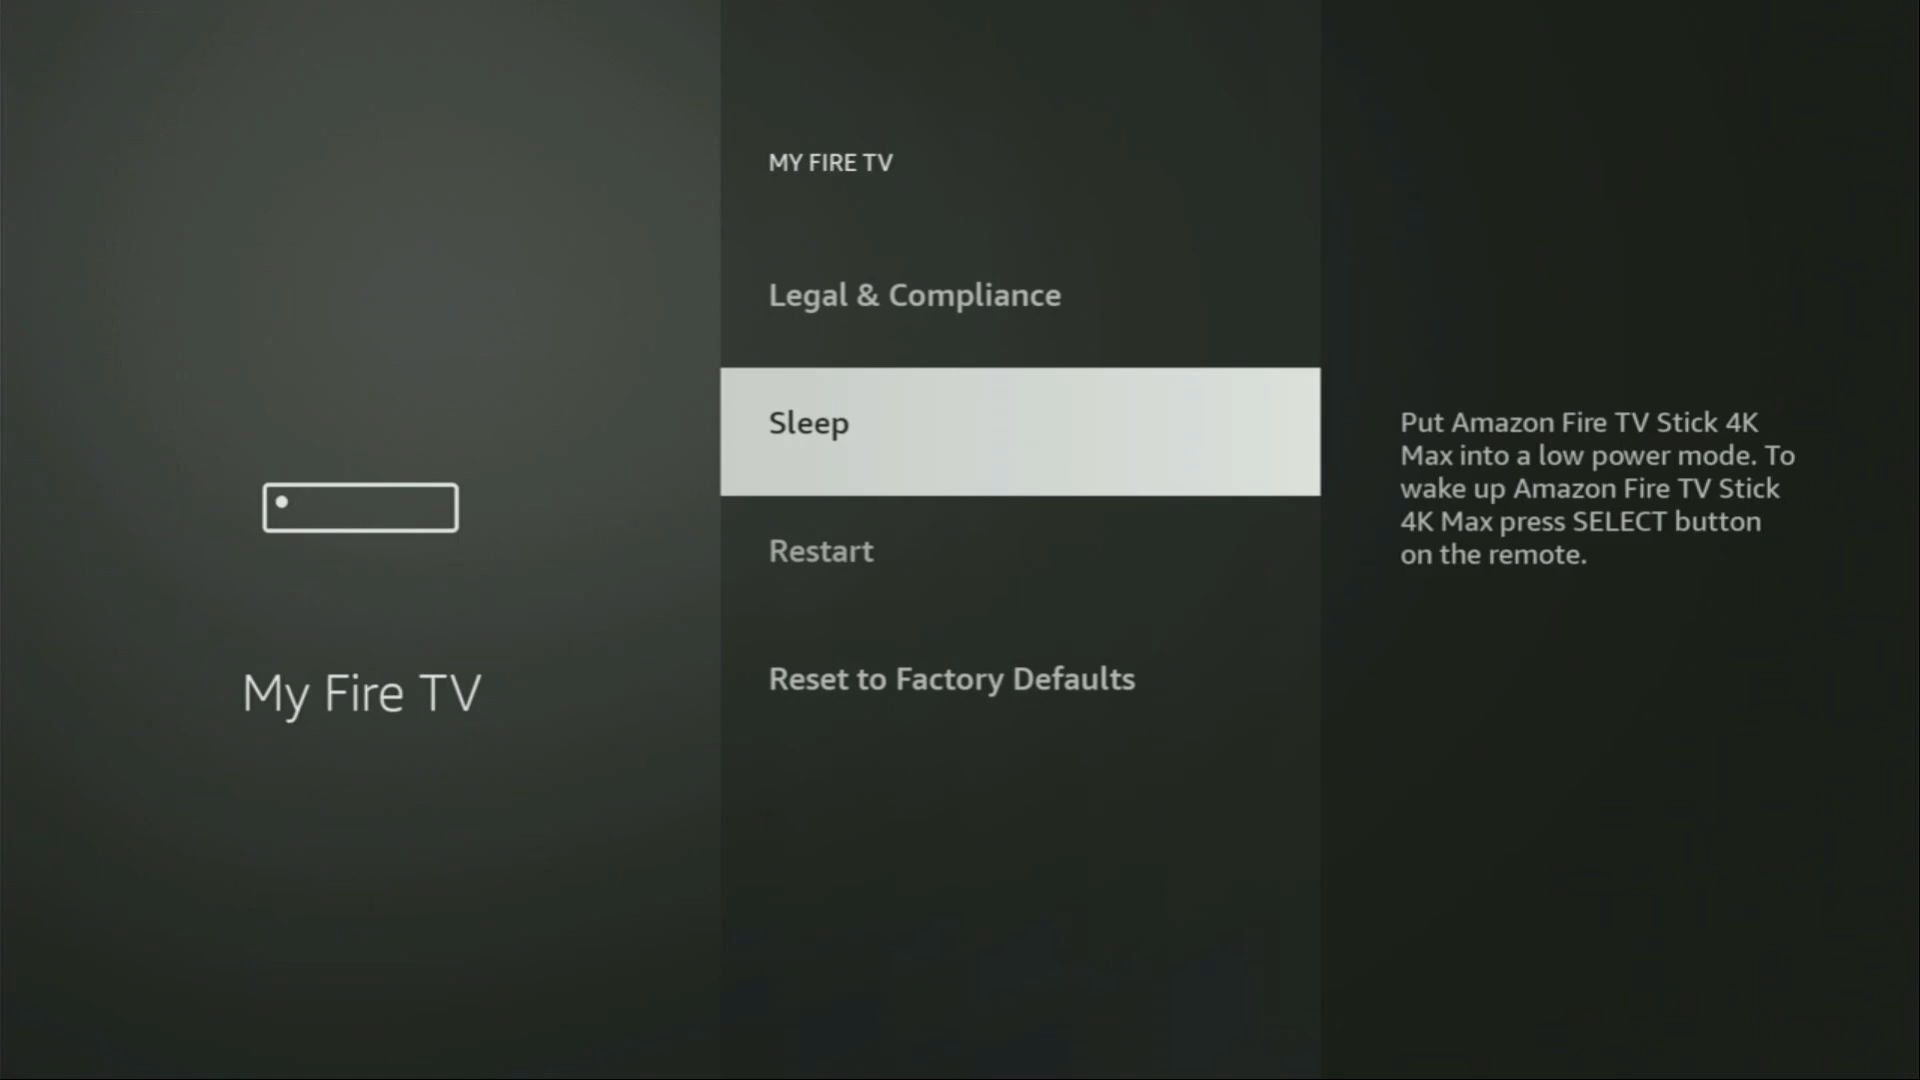 MY FIRE TV
Legal & Compliance
Sleep
Restart
Reset to Factory Defaults
My Fire TV
Put Amazon Fire TV Stick 4K
Max into a low power mode. To
wake up Amazon Fire TV Stick
4K Max press SELECT button
on the remote.